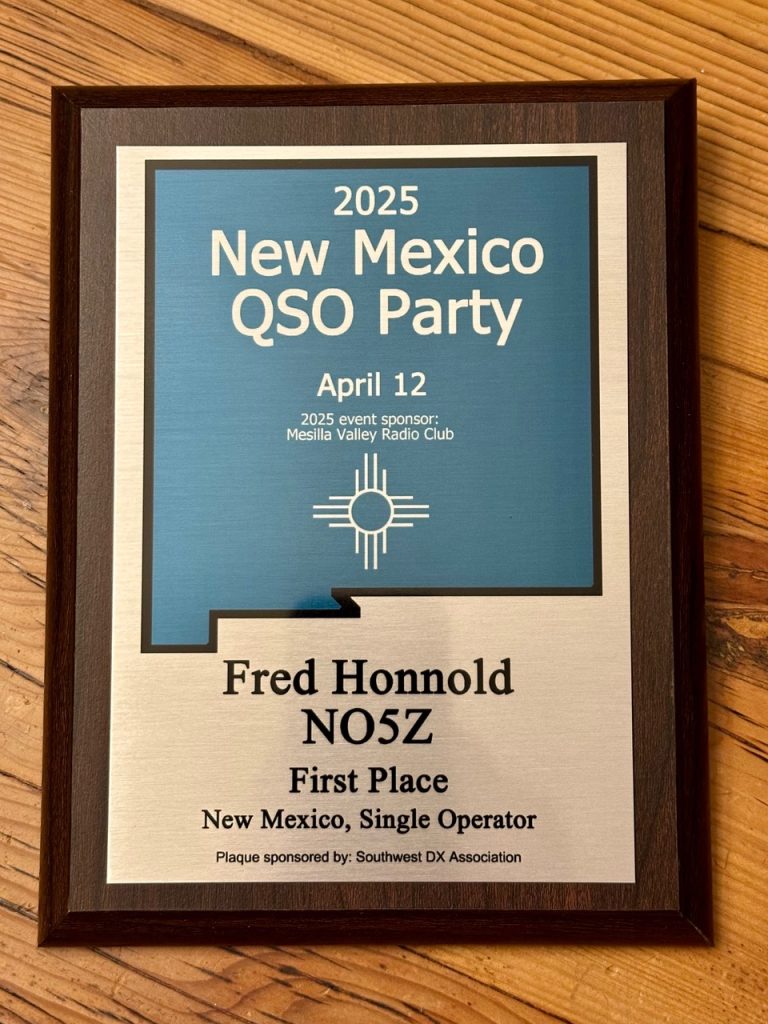 2025
New Mexico
QSO Party
April 12
2025 event sponsor:
Mesilla Valley Radio Club
Fred Honnold
NO5Z
First Place
New Mexico, Single Operator
Plaque sponsored by: Southwest DX Association